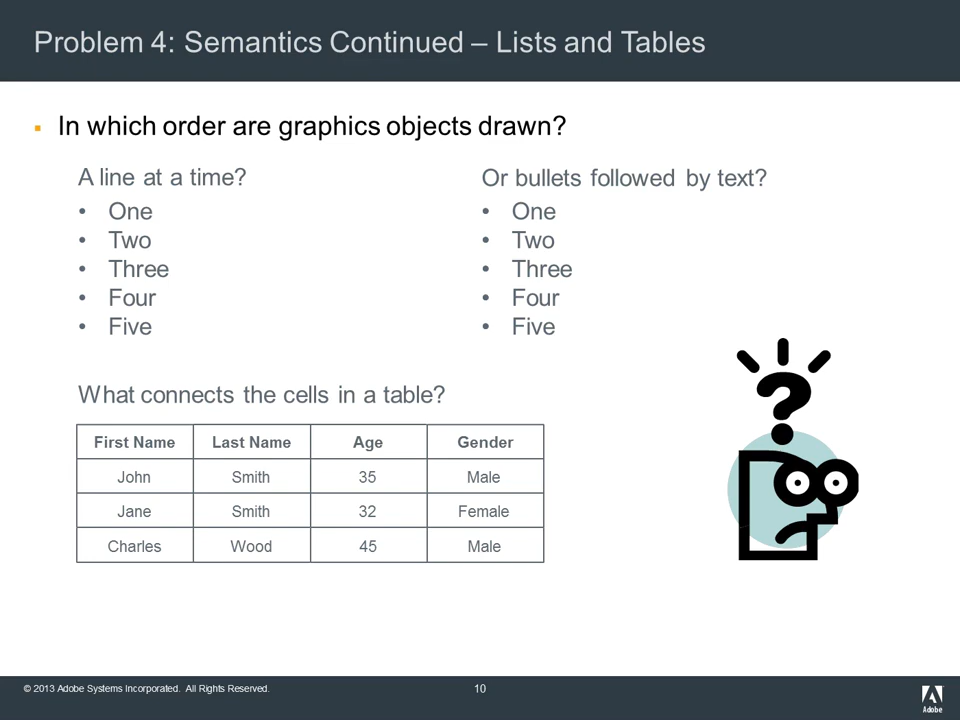 Problem 4: Semantics Continued – Lists and Tables
▪ In which order are graphics objects drawn?
A line at a time?
• One
• Two
• Three
• Four
• Five
Or bullets followed by text?
• One
• Two
• Three
• Four
• Five
What connects the cells in a table?
First Name Last Name Age Gender
John Smith 35 Male
Jane Smith 32 Female
Charles Wood 45 Male
?
© 2013 Adobe Systems Incorporated. All Rights Reserved.
10
Adobe